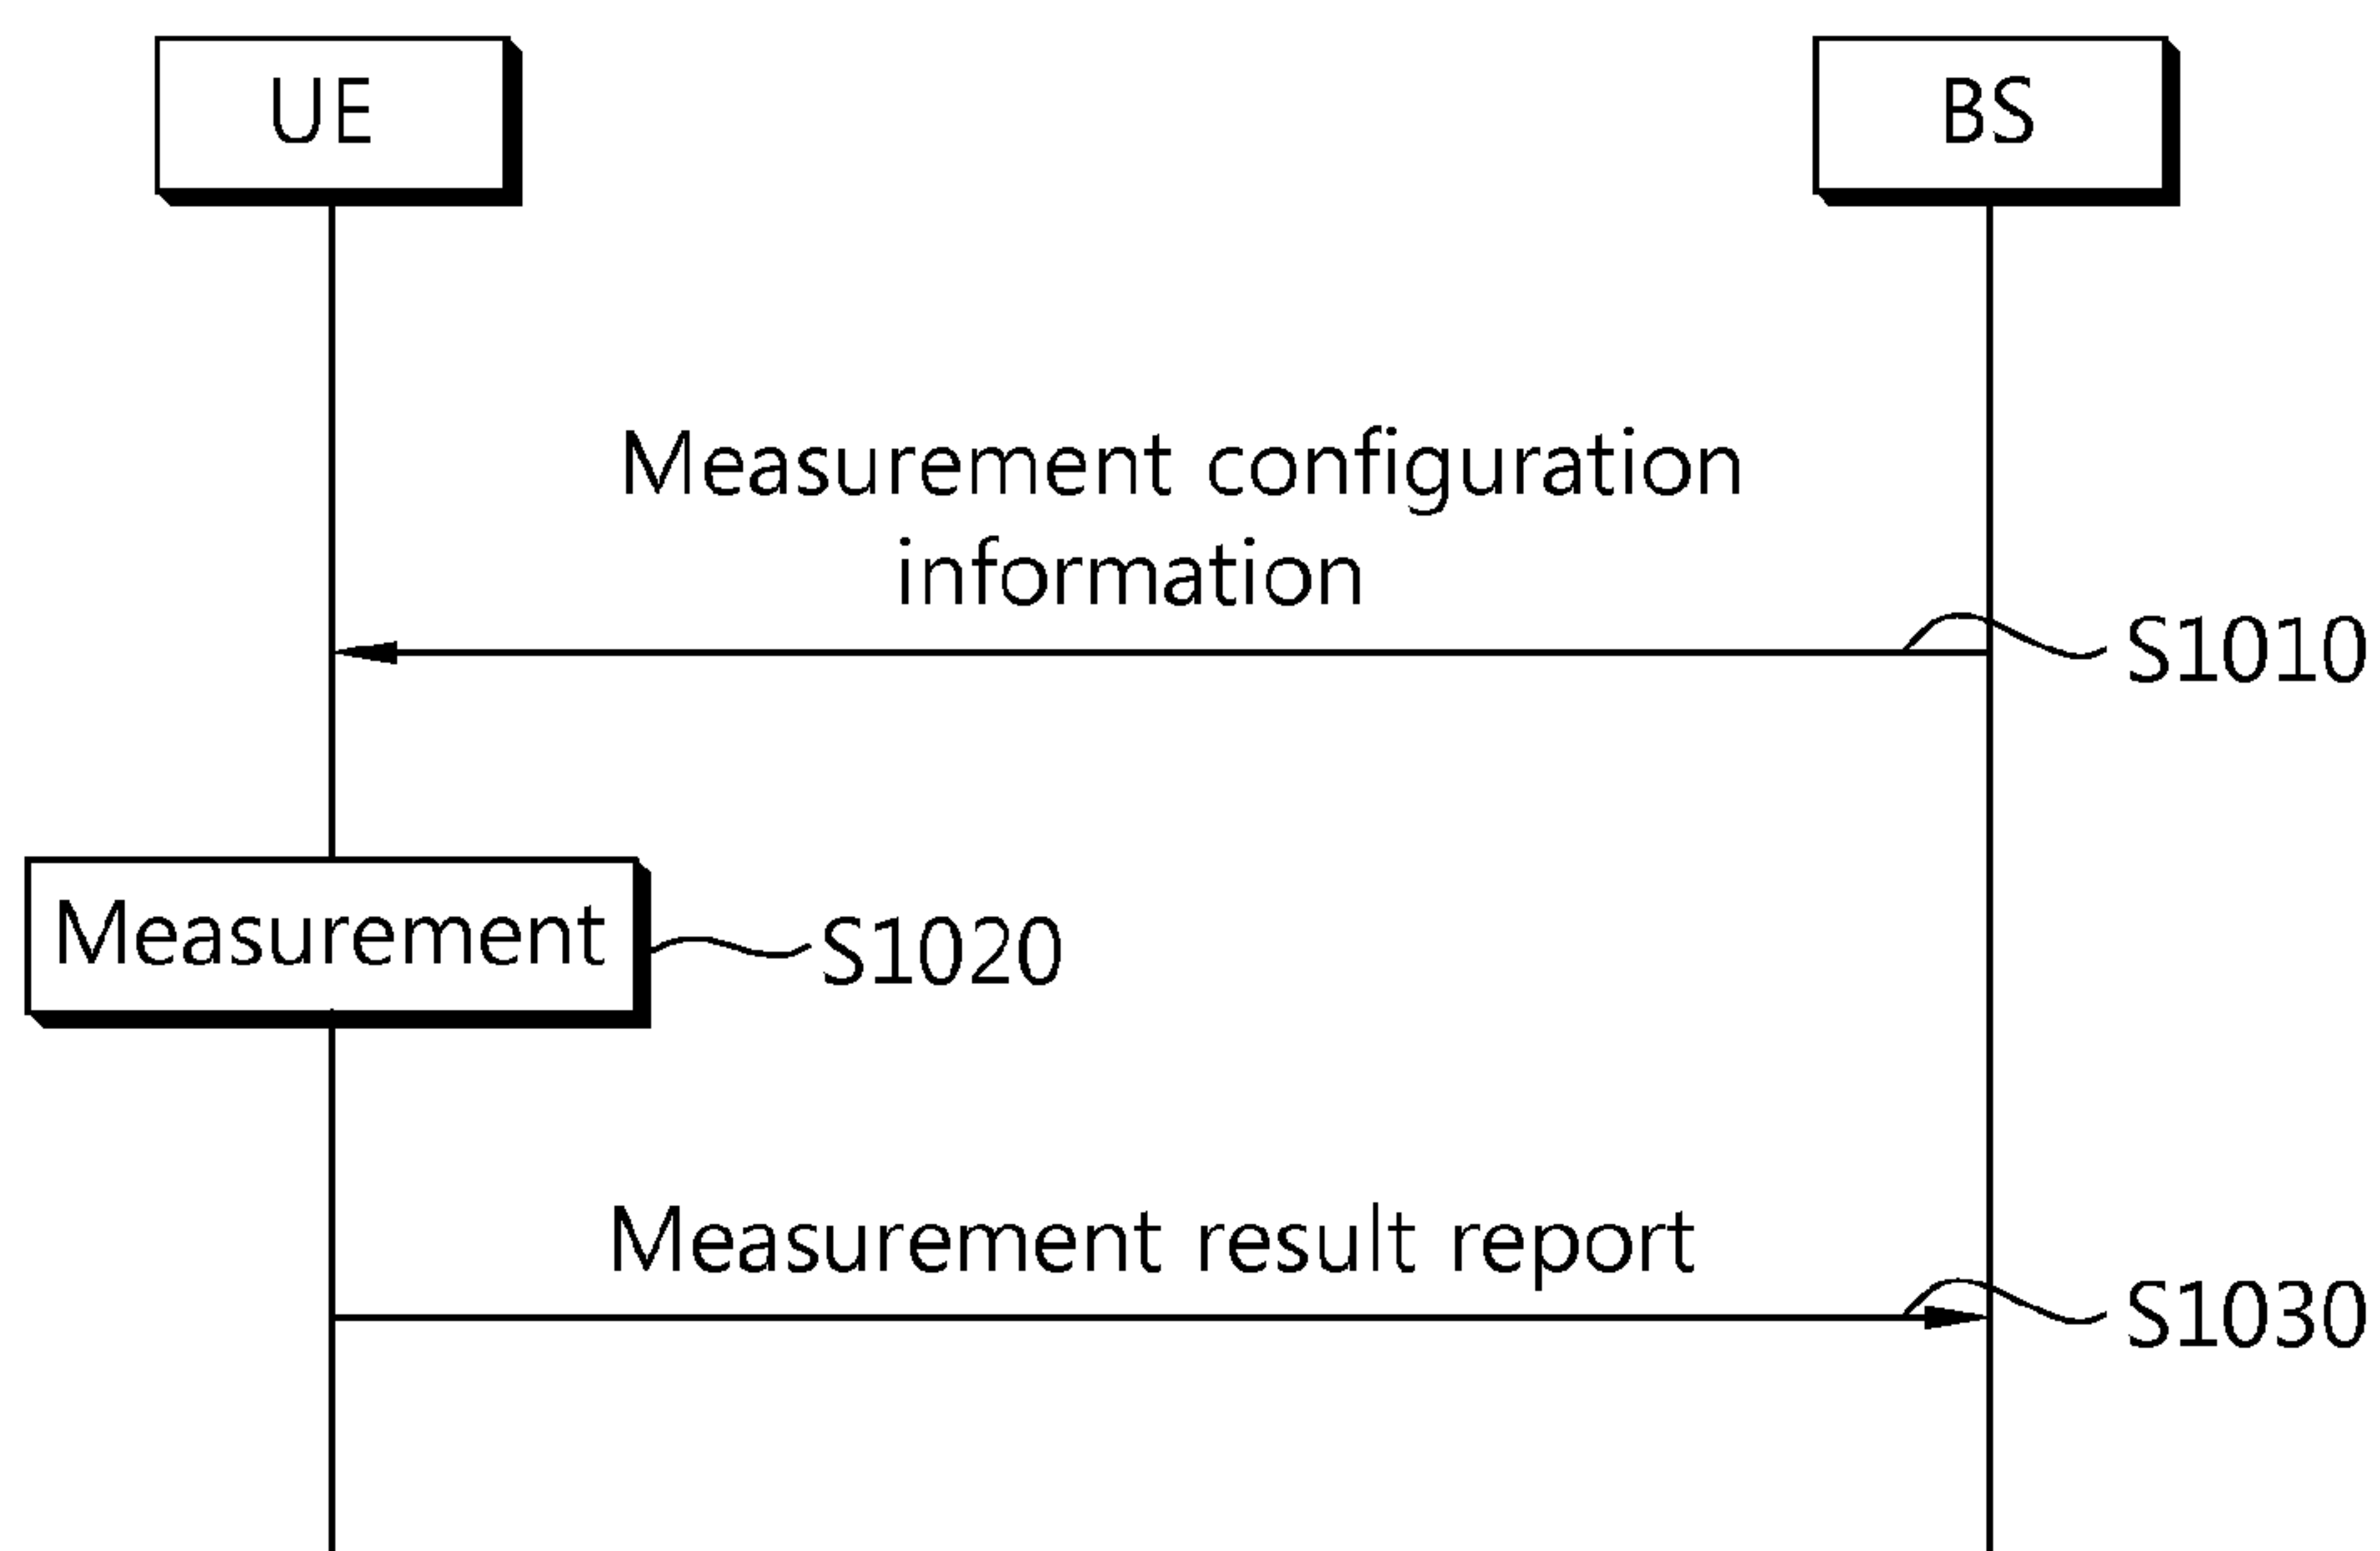 UE
BS
Measurement configuration
information
S1010
Measurement
S1020
Measurement result report
S1030